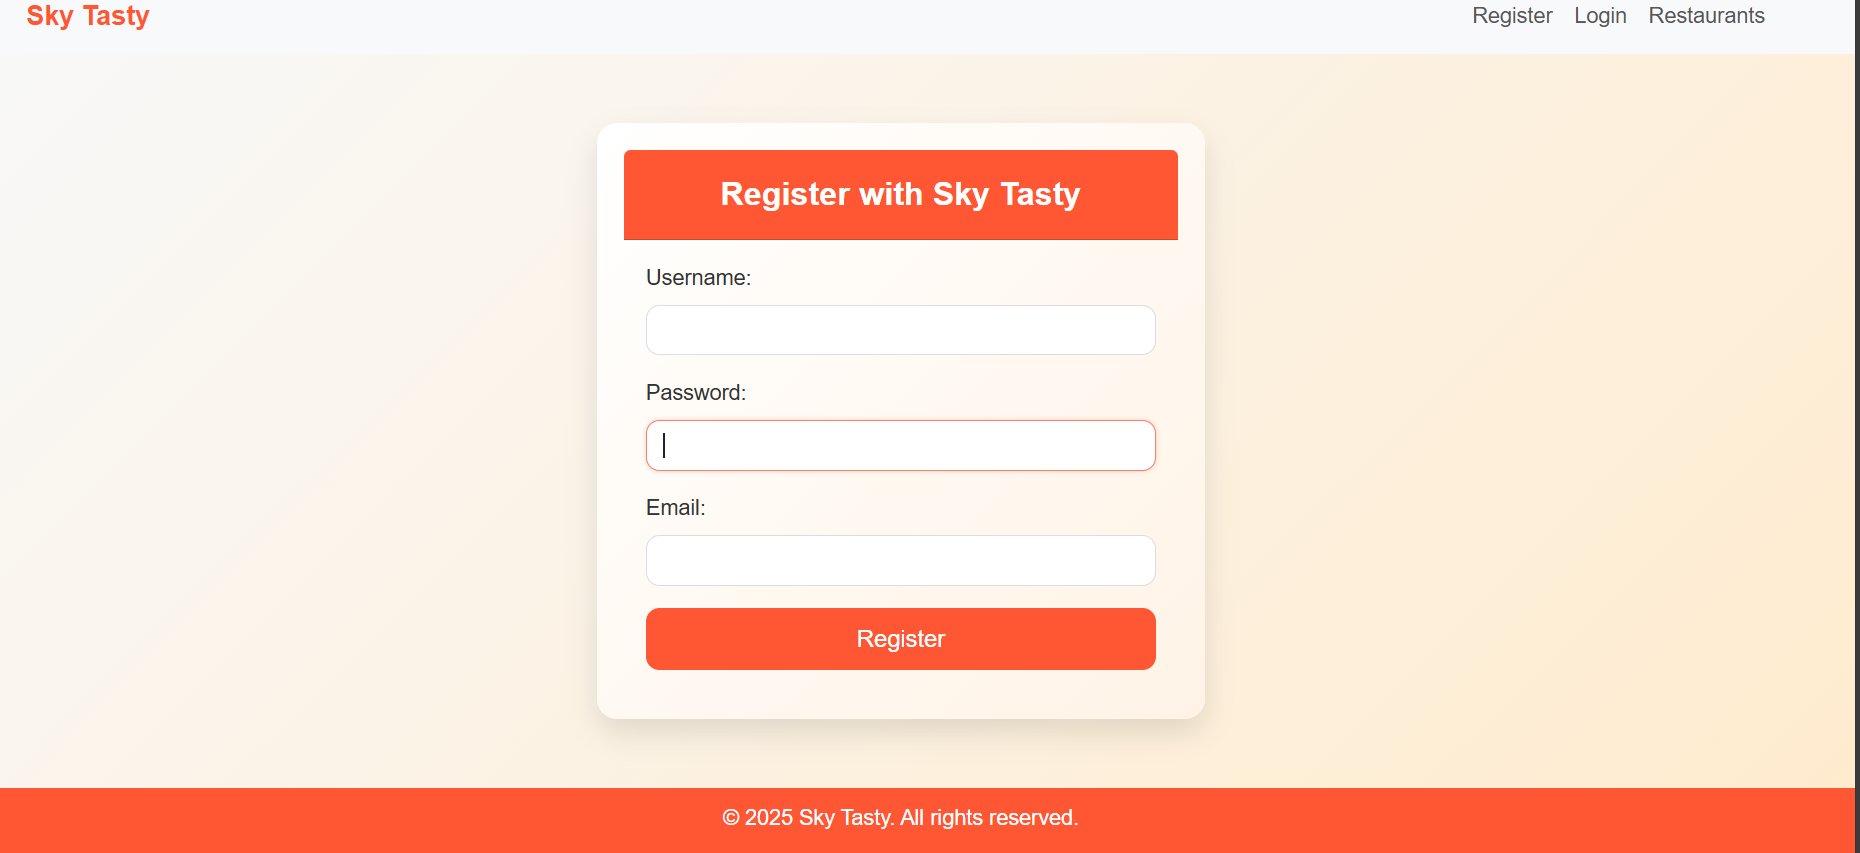 Sky Tasty
Register Login Restaurants
Register with Sky Tasty
Username:
Password:
Email:
Register
© 2025 Sky Tasty. All rights reserved.